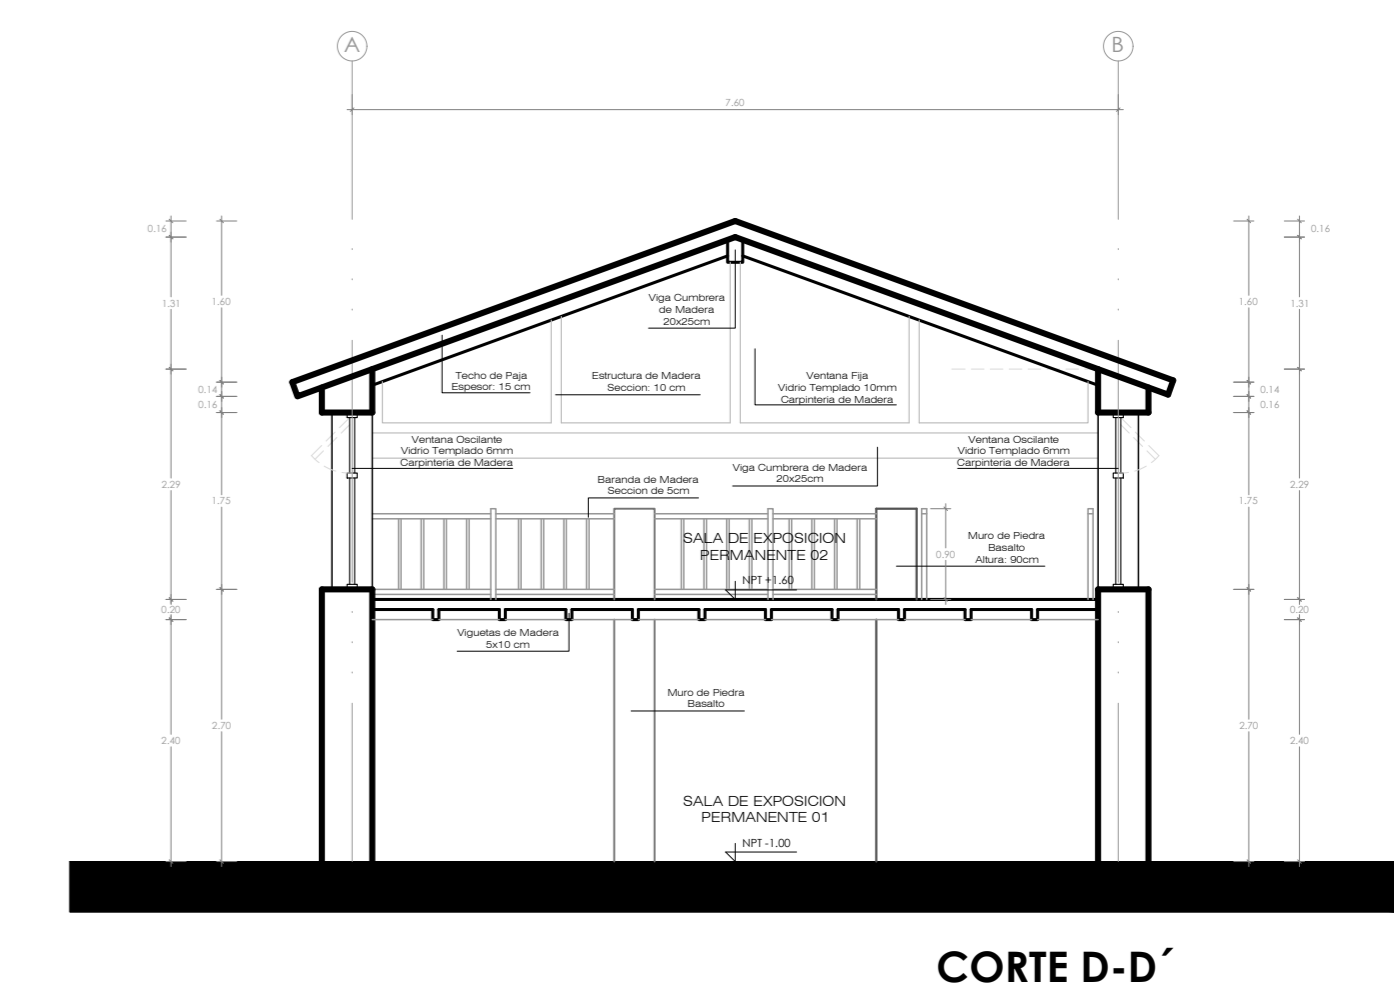 A
B
7.60
0.16
1.31
1.60
0.14
0.16
2.29
1.75
0.20
2.70
2.40
1.60
0.16
1.31
0.14
0.16
1.75
2.29
0.20
2.70
2.40
Viga Cumbrera
de Madera
20x25cm
Techo de Paja
Espesor: 15 cm
Estructura de Madera
Seccion: 10 cm
Ventana Fija
Vidrio Templado 10mm
Carpinteria de Madera
Ventana Oscilante
Vidrio Templado 6mm
Carpinteria de Madera
Ventana Oscilante
Vidrio Templado 6mm
Carpinteria de Madera
Viga Cumbrera de Madera
20x25cm
Baranda de Madera
Seccion de 5cm
SALA DE EXPOSICION
PERMANENTE 02
NPT +1.60
0.90
Muro de Piedra
Basalto
Altura: 90cm
Viguetas de Madera
5x10 cm
Muro de Piedra
Basalto
SALA DE EXPOSICION
PERMANENTE 01
NPT -1.00
CORTE D-D´